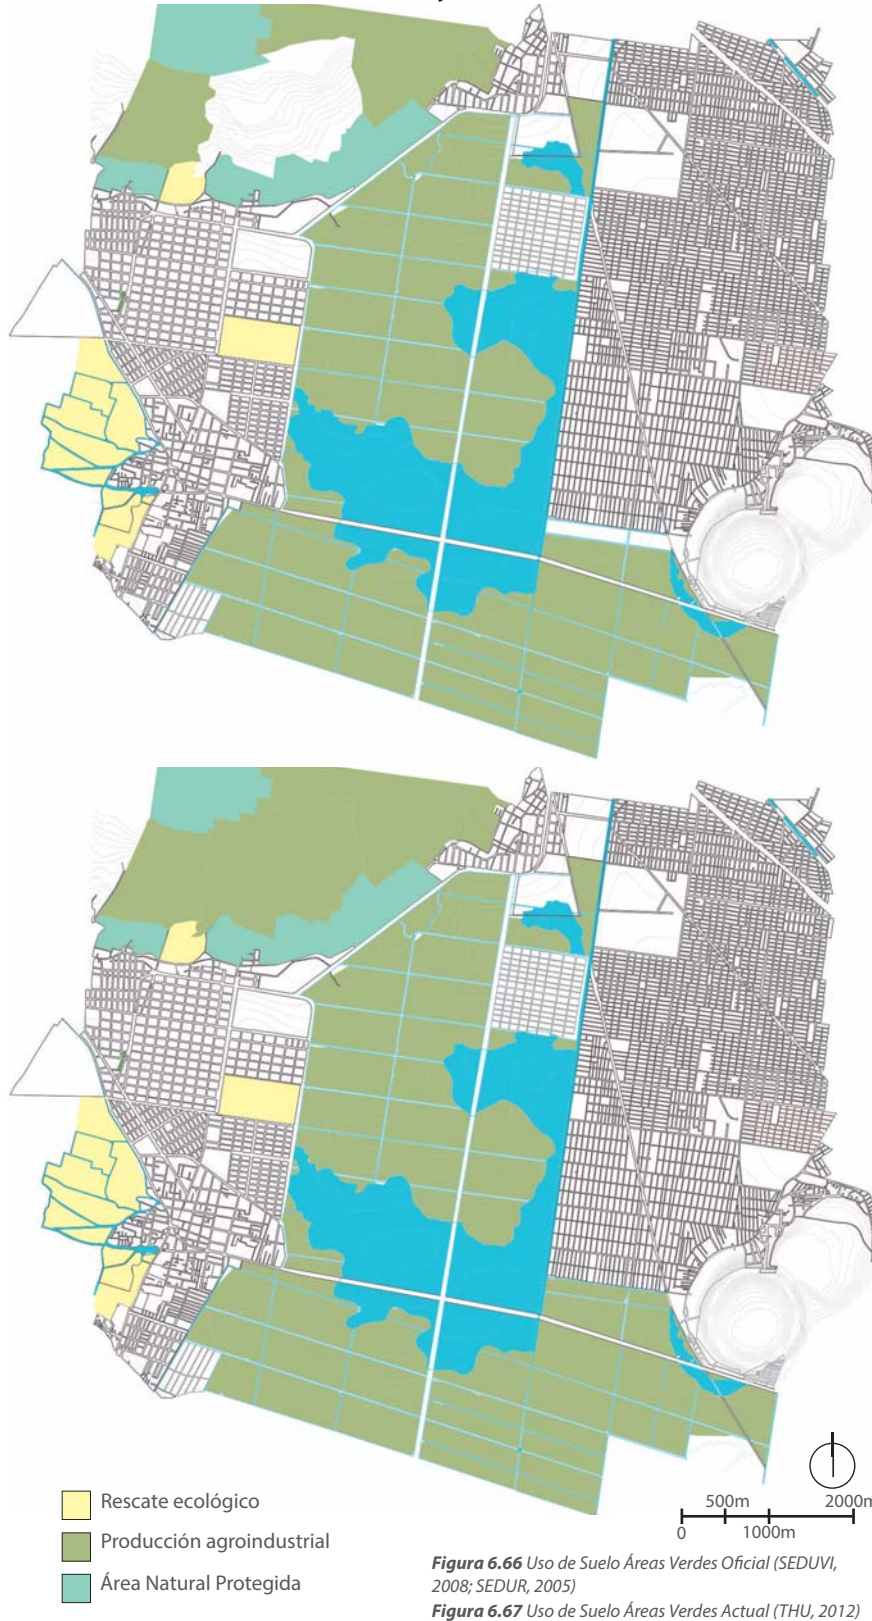 Rescate ecológico
Producción agroindustrial
Área Natural Protegida
500m 2000m
0 1000m
Figura 6.66 Uso de Suelo Áreas Verdes Oficial (SEDUVI,
2008; SEDUR, 2005)
Figura 6.67 Uso de Suelo Áreas Verdes Actual (THU, 2012)